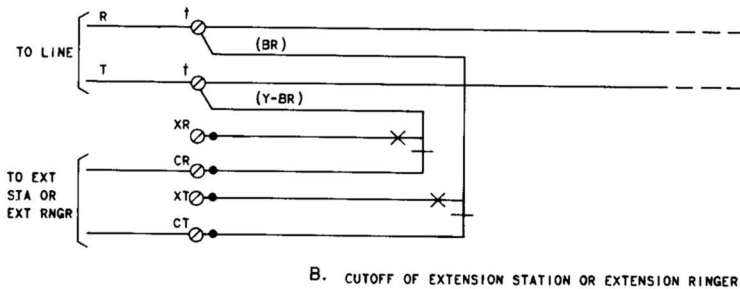 R
†
(BR)
TO LINE
T
†
(Y-BR)
XR
CR
TO EXT
STA OR
EXT RNGR
XT
CT
B. CUTOFF OF EXTENSION STATION OR EXTENSION RINGER